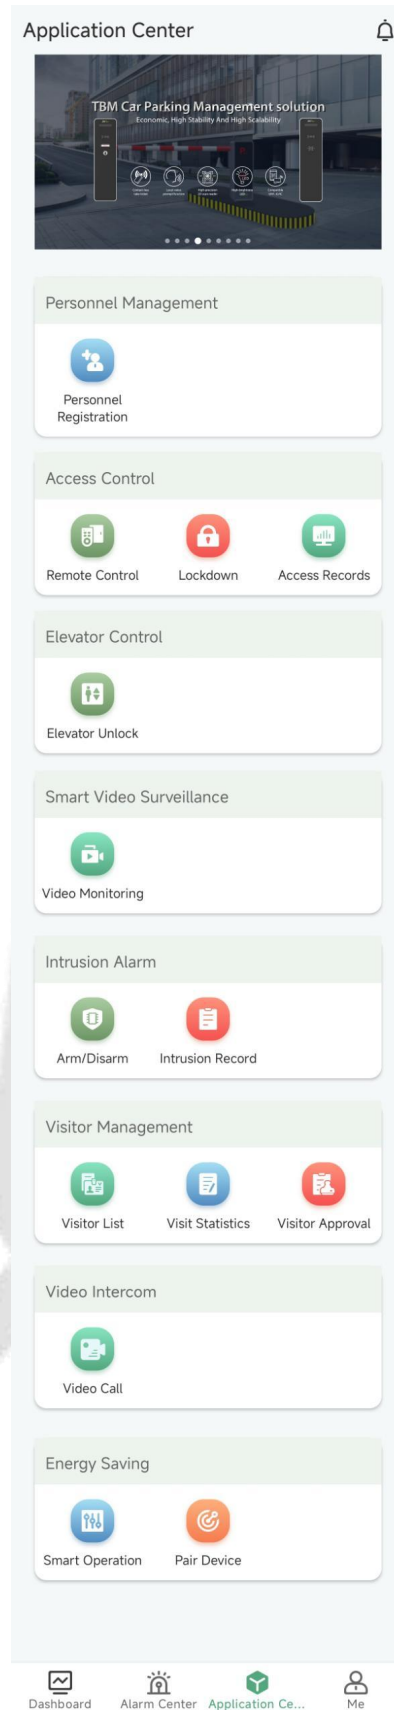 Application Center
TBM Car Parking Management solution
Economic, High Stability And High Scalability
Personnel Management
Personnel
Registration
Access Control
Remote Control
Lockdown
Access Records
Elevator Control
Elevator Unlock
Smart Video Surveillance
Video Monitoring
Intrusion Alarm
Arm/Disarm
Intrusion Record
Visitor Management
Visitor List
Visit Statistics
Visitor Approval
Video Intercom
Video Call
Energy Saving
Smart Operation
Pair Device
Dashboard
Alarm Center
Application Ce...
Me